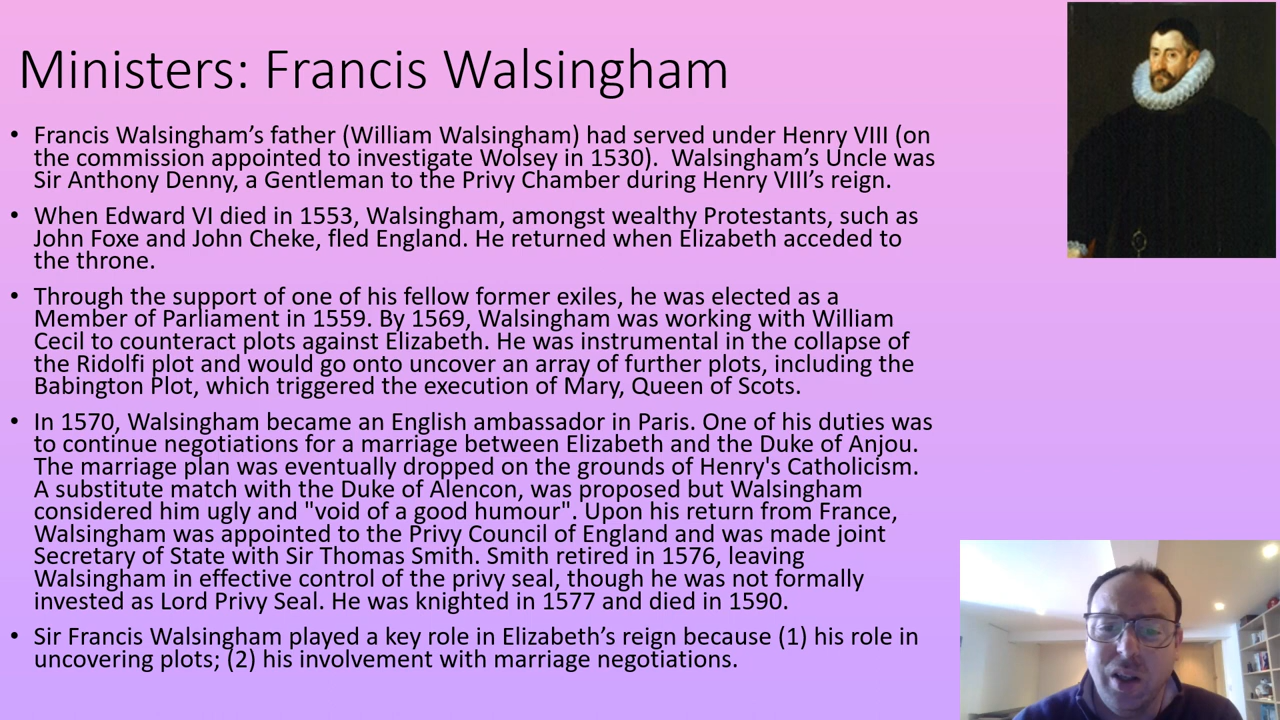 Ministers: Francis Walsingham
• Francis Walsingham’s father (William Walsingham) had served under Henry VIII (on
the commission appointed to investigate Wolsey in 1530).  Walsingham’s Uncle was
Sir Anthony Denny, a Gentleman to the Privy Chamber during Henry VIII’s reign.
• When Edward VI died in 1553, Walsingham, amongst wealthy Protestants, such as
John Foxe and John Cheke, fled England. He returned when Elizabeth acceded to
the throne.
• Through the support of one of his fellow former exiles, he was elected as a
Member of Parliament in 1559. By 1569, Walsingham was working with William
Cecil to counteract plots against Elizabeth. He was instrumental in the collapse of
the Ridolfi plot and would go onto uncover an array of further plots, including the
Babington Plot, which triggered the execution of Mary, Queen of Scots.
• In 1570, Walsingham became an English ambassador in Paris. One of his duties was
to continue negotiations for a marriage between Elizabeth and the Duke of Anjou.
The marriage plan was eventually dropped on the grounds of Henry's Catholicism.
A substitute match with the Duke of Alencon, was proposed but Walsingham
considered him ugly and "void of a good humour". Upon his return from France,
Walsingham was appointed to the Privy Council of England and was made joint
Secretary of State with Sir Thomas Smith. Smith retired in 1576, leaving
Walsingham in effective control of the privy seal, though he was not formally
invested as Lord Privy Seal. He was knighted in 1577 and died in 1590.
• Sir Francis Walsingham played a key role in Elizabeth’s reign because (1) his role in
uncovering plots; (2) his involvement with marriage negotiations.